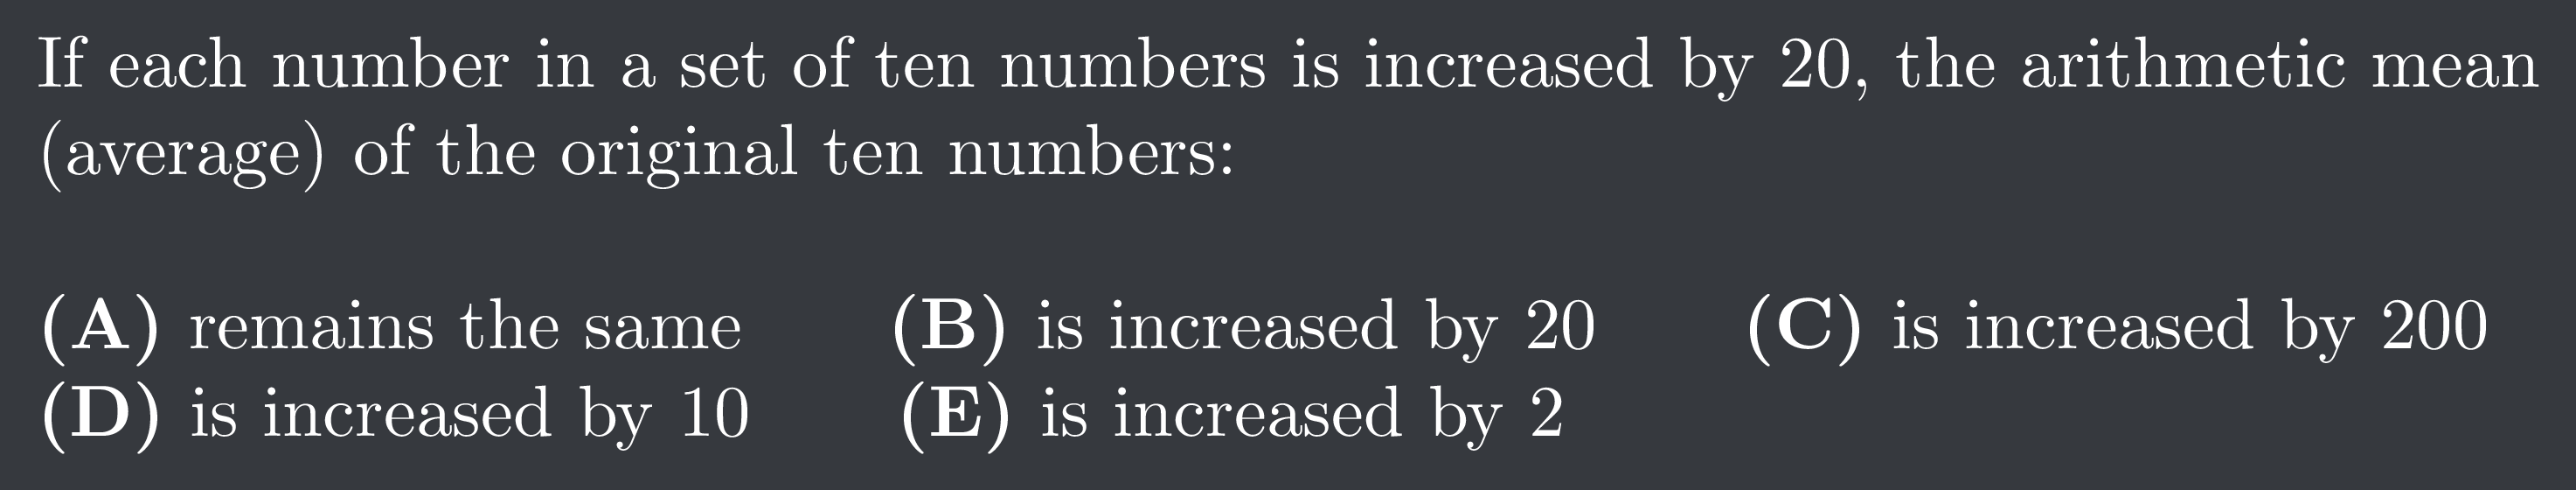 If each number in a set of ten numbers is increased by 20, the arithmetic mean
(average) of the original ten numbers:
(A) remains the same (B) is increased by 20 (C) is increased by 200
(D) is increased by 10 (E) is increased by 2